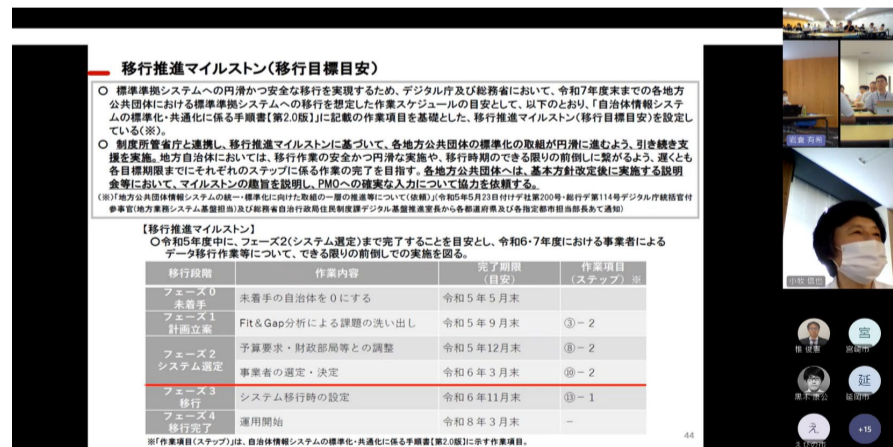 移行推進マイルストン(移行目標目安)
○ 標準準拠システムへの円滑かつ安全な移行を実現するため、デジタル庁及び総務省において、令和7年度末までの各地方
公共団体における標準準拠システムへの移行を想定した作業スケジュールの目安として、以下のとおり、「自治体情報システ
ムの標準化・共通化に係る手順書【第2.0版】」に記載の作業項目を基礎とした、移行推進マイルストン(移行目標目安)を設定し
ている(※)。
○ 制度所管省庁と連携し、移行推進マイルストンに基づいて、各地方公共団体の標準化の取組が円滑に進むよう、引き続き支
援を実施。地方自治体においては、移行作業の安全かつ円滑な実施や、移行時期のできる限りの前倒しに繋がるよう、遅くとも
各目標期限までにそれぞれのステップに係る作業の完了を目指す。各地方公共団体へは、基本方針改定後に実施する説明
会等において、マイルストンの趣旨を説明し、PMOへの確実な入力について協力を依頼する。
(※)「地方公共団体情報システムの統一・標準化に向けた取組の一層の推進等について(依頼)」(令和5年5月23日付けデ社第200号・総行デ第114号デジタル庁統括官付
参事官(地方業務システム基盤担当)及び総務省自治行政局住民制度課デジタル基盤推進室長から各都道府県及び各指定都市担当部長あて通知)
【移行推進マイルストン】
○令和5年度中に、フェーズ2(システム選定)まで完了することを目安とし、令和6・7年度における事業者による
データ移行作業等について、できる限りの前倒しでの実施を図る。
移行段階 作業内容 完了期限(目安) 作業項目(ステップ) ※
フェーズ0 未着手 未着手の自治体を0にする 令和5年5月末
フェーズ1 計画立案 Fit&Gap分析による課題の洗い出し 令和5年9月末 ③-2
フェーズ2 システム選定 予算要求・財政部局等との調整 令和5年12月末 ⑧-2
事業者の選定・決定 令和6年3月末 ⑩-2
フェーズ3 移行 システム移行時の設定 令和6年11月末 ⑬-1
フェーズ4 移行完了 運用開始 令和8年3月末 -
※「作業項目(ステップ)」は、自治体情報システムの標準化・共通化に係る手順書【第2.0版】に示す作業項目。
44
小牧 信也
宮
椎 俊憲
宮崎市
延
黒木 康公
延岡市
え
+15
えびの市